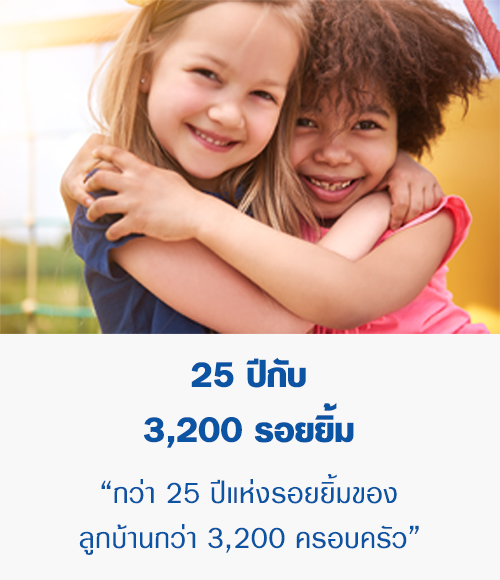 25 ปีกับ
3,200 รอยยิ้ม
“กว่า 25 ปีแห่งรอยยิ้มของ
ลูกบ้านกว่า 3,200 ครอบครัว”